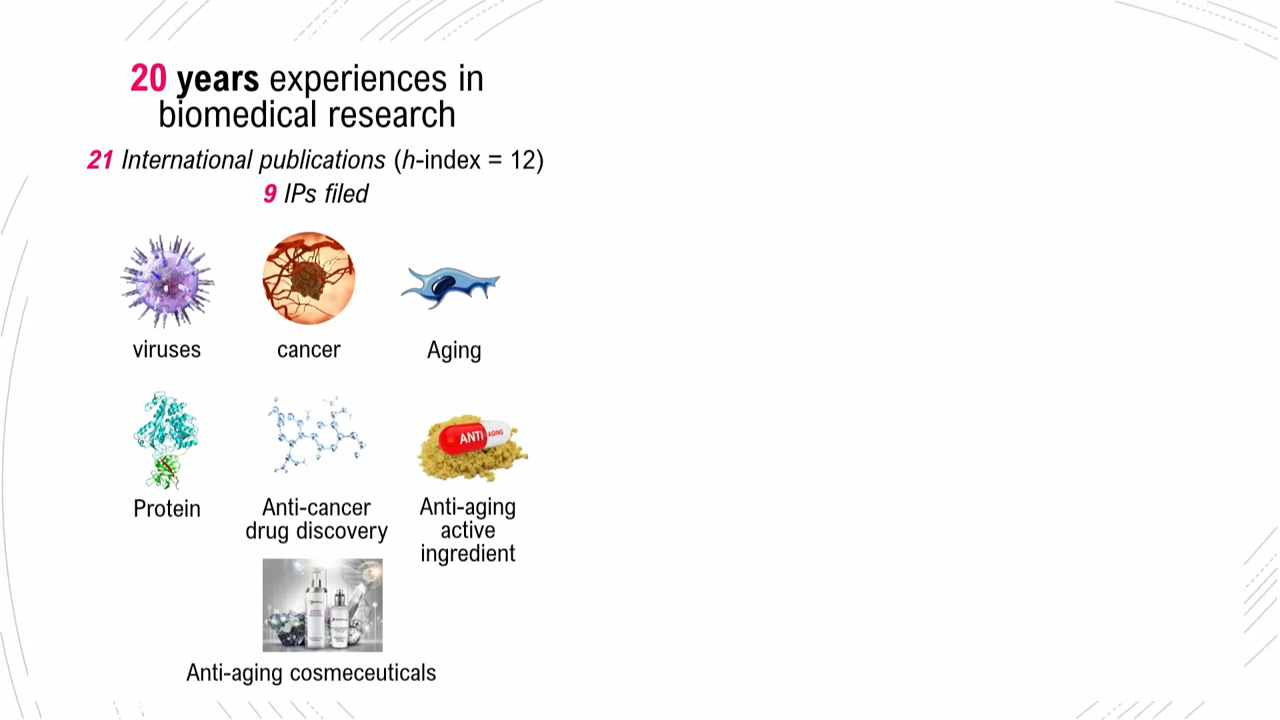 20 years experiences in
biomedical research
21 International publications (h-index = 12)
9 IPs filed
viruses
cancer
Aging
ANTI AGING
Protein
Anti-cancer
drug discovery
Anti-aging
active
ingredient
Anti-aging cosmeceuticals